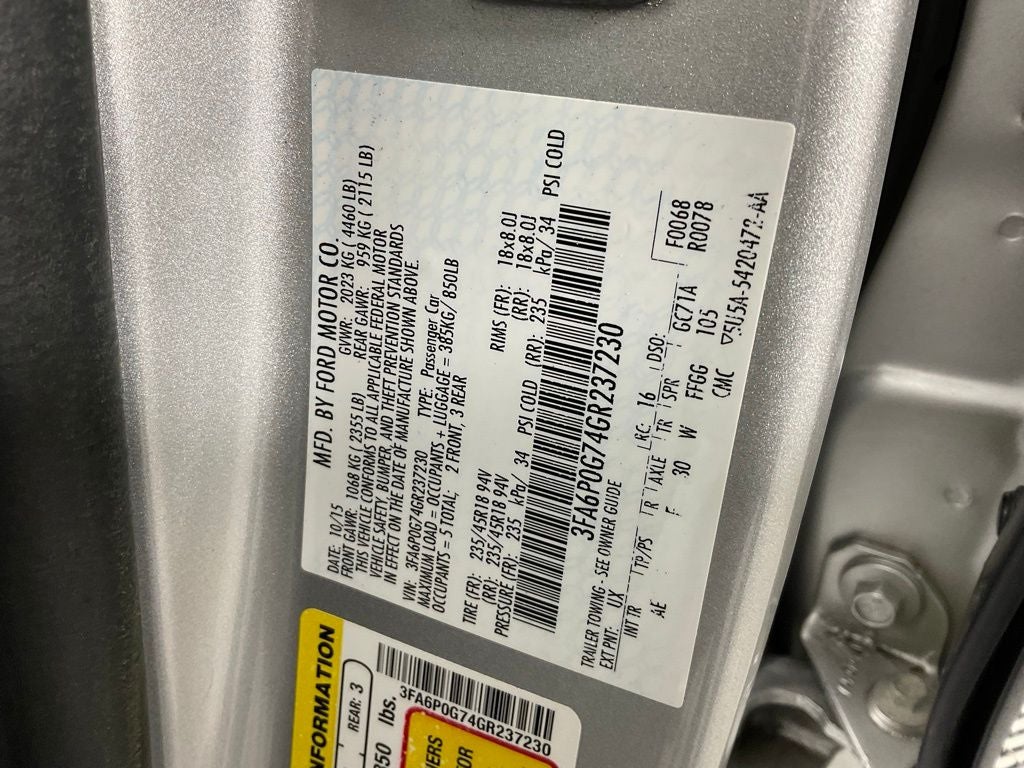 MFD. BY FORD MOTOR CO.
DATE: 10/15 GVWR: 2023 KG ( 4460 LB)
FRONT GAWR: 1068 KG ( 2355 LB) REAR GAWR: 959 KG ( 2115 LB)
THIS VEHICLE CONFORMS TO ALL APPLICABLE FEDERAL MOTOR
VEHICLE SAFETY, BUMPER, AND THEFT PREVENTION STANDARDS
IN EFFECT ON THE DATE OF MANUFACTURE SHOWN ABOVE.
VIN: 3FA6P0G74GR237230 TYPE: Passenger Car
MAXIMUM LOAD = OCCUPANTS + LUGGAGE = 385KG/ 850LB
OCCUPANTS = 5 TOTAL; 2 FRONT, 3 REAR
TIRE (FR): 235/45R18 94V RIMS (FR): 18x8.0J
(RR): 235/45R18 94V (RR): 18x8.0J
PRESSURE (FR): 235 kPa/ 34 PSI COLD (RR): 235 kPa/ 34 PSI COLD
3FA6P0G74GR237230
TRAILER TOWING - SEE OWNER GUIDE F0068
EXT PNT: UX RC: 16 DSO: R0078
INT TR TP/PS R AXLE TR SPR GC71A
AE F 30 W FFGG 105
CMC
5U5A-5420472-AA
NFORMATION
REAR: 3
850 lbs.
3FA6P0G74GR237230